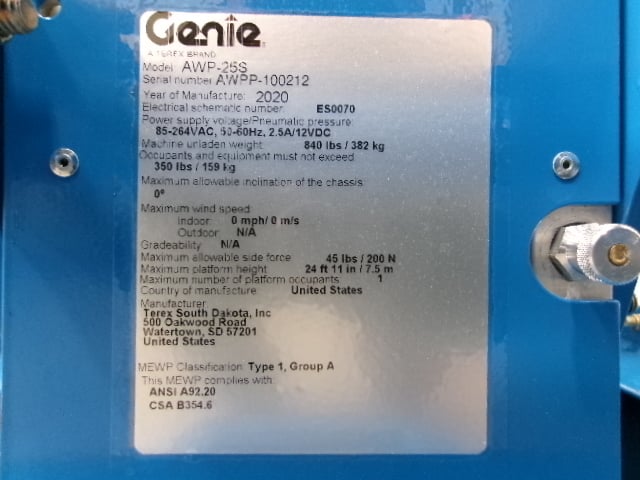 Genie
A TEREX BRAND
Model: AWP-25S
Serial number: AWPP-100212
Year of Manufacture: 2020
Electrical schematic number: ES0070
Power supply voltage/Pneumatic pressure:
85-264VAC, 50-60Hz, 2.5A/12VDC
Machine unladen weight: 840 lbs / 382 kg
Occupants and equipment must not exceed:
350 lbs / 159 kg
Maximum allowable inclination of the chassis:
0°
Maximum wind speed:
Indoor: 0 mph/ 0 m/s
Outdoor: N/A
Gradeability: N/A
Maximum allowable side force 45 lbs / 200 N
Maximum platform height 24 ft 11 in / 7.5 m
Maximum number of platform occupants 1
Country of manufacture: United States
Manufacturer:
Terex South Dakota, Inc
500 Oakwood Road
Watertown, SD 57201
United States
MEWP Classification: Type 1, Group A
This MEWP complies with:
ANSI A92.20
CSA B354.6